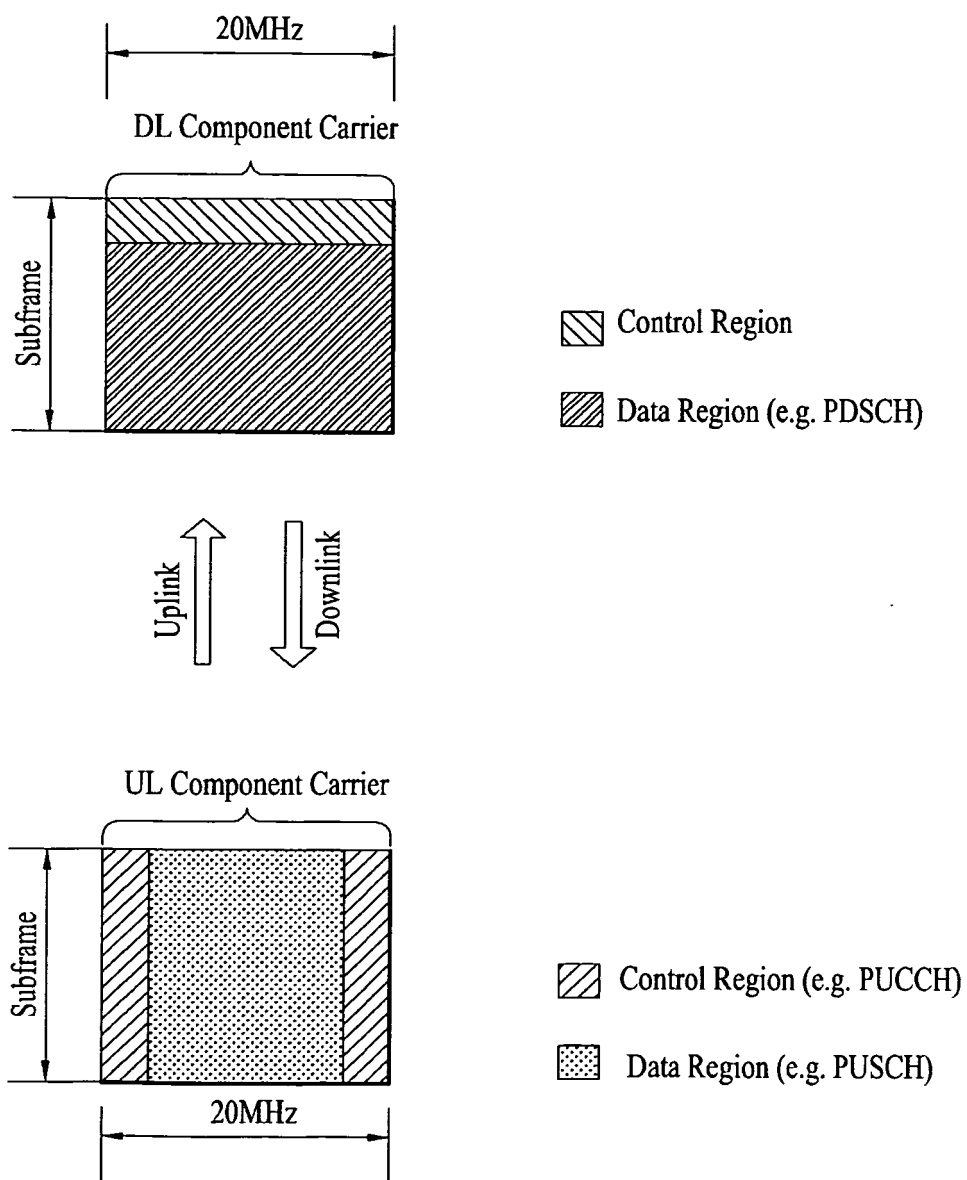 20MHz
DL Component Carrier
Subframe
Control Region
Data Region (e.g. PDSCH)
Uplink
Downlink
UL Component Carrier
Subframe
Control Region (e.g. PUCCH)
Data Region (e.g. PUSCH)
20MHz